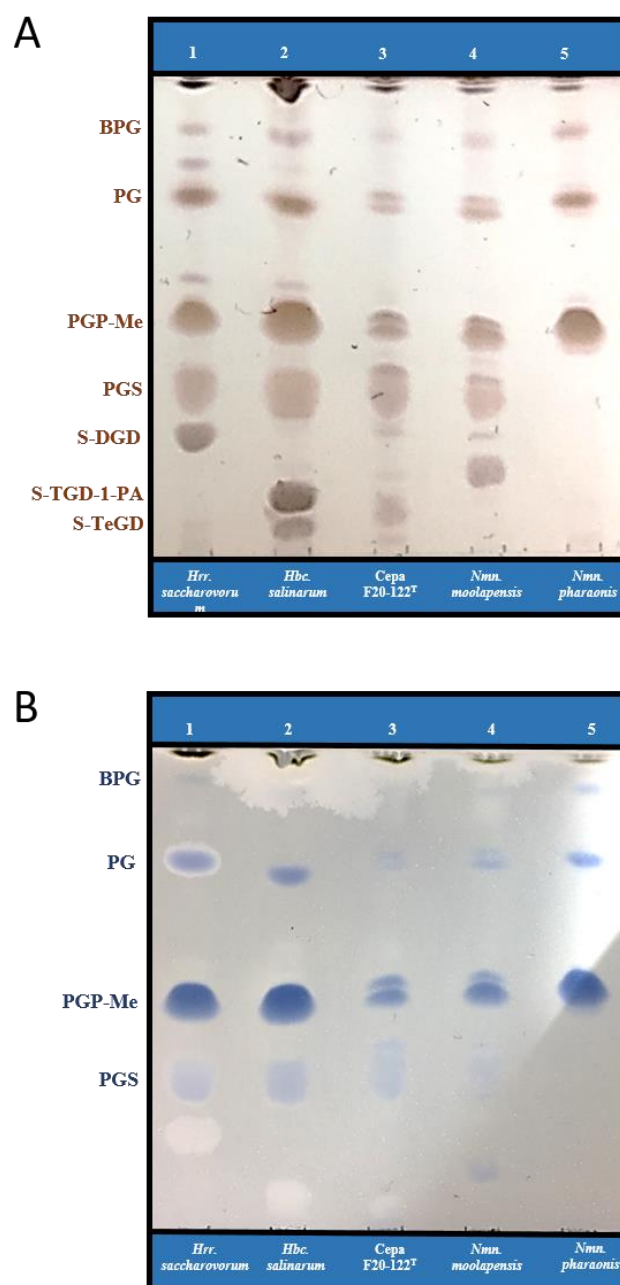 A
1 2 3 4 5
BPG
PG
PGP-Me
PGS
S-DGD
S-TGD-1-PA
S-TeGD
Hrr. Hbc. Cepa Nmn. Nmn.
saccharovoru salinarum F20-122ᵀ moolapensis pharaonis
m
B
1 2 3 4 5
BPG
PG
PGP-Me
PGS
Hrr. Hbc. Cepa Nmn. Nmn.
saccharovorum salinarum F20-122ᵀ moolapensis pharaonis